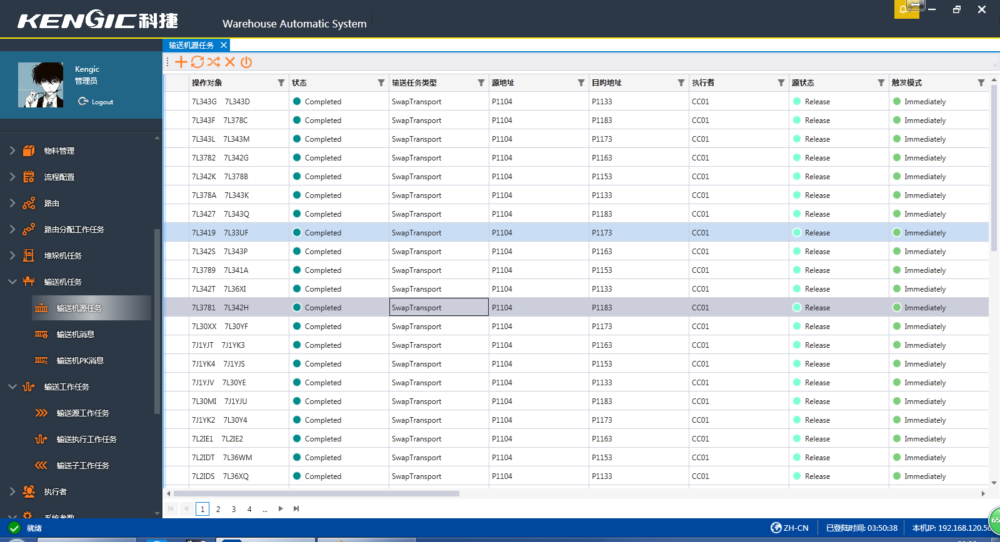 KENGIC科捷
Warehouse Automatic System
Kengic
管理员
Logout
物料管理
流程配置
路由
路由分配工作任务
堆垛机任务
输送机任务
输送机源任务
输送机消息
输送机PK消息
输送工作任务
输送源工作任务
输送执行工作任务
输送子工作任务
执行者
系统参数
输送机源任务
操作对象 状态 输送任务类型 源地址 目的地址 执行者 源状态 触发模式
7L343G 7L343D Completed SwapTransport P1104 P1133 CC01 Release Immediately
7L343F 7L378C Completed SwapTransport P1104 P1183 CC01 Release Immediately
7L343L 7L343M Completed SwapTransport P1104 P1173 CC01 Release Immediately
7L3782 7L342G Completed SwapTransport P1104 P1163 CC01 Release Immediately
7L342K 7L378B Completed SwapTransport P1104 P1153 CC01 Release Immediately
7L378A 7L343K Completed SwapTransport P1104 P1133 CC01 Release Immediately
7L3427 7L343Q Completed SwapTransport P1104 P1183 CC01 Release Immediately
7L3419 7L33UF Completed SwapTransport P1104 P1173 CC01 Release Immediately
7L342S 7L343P Completed SwapTransport P1104 P1163 CC01 Release Immediately
7L3789 7L341A Completed SwapTransport P1104 P1153 CC01 Release Immediately
7L342T 7L36XI Completed SwapTransport P1104 P1133 CC01 Release Immediately
7L3781 7L342H Completed SwapTransport P1104 P1183 CC01 Release Immediately
7L30XX 7L30YF Completed SwapTransport P1104 P1173 CC01 Release Immediately
7J1YJT 7J1YK3 Completed SwapTransport P1104 P1163 CC01 Release Immediately
7J1YK4 7J1YJS Completed SwapTransport P1104 P1153 CC01 Release Immediately
7J1YJV 7L30YE Completed SwapTransport P1104 P1133 CC01 Release Immediately
7L30MI 7J1YJU Completed SwapTransport P1104 P1183 CC01 Release Immediately
7J1YK2 7L30Y4 Completed SwapTransport P1104 P1173 CC01 Release Immediately
7L2IE1 7L2IE2 Completed SwapTransport P1104 P1163 CC01 Release Immediately
7L2IDT 7L36WM Completed SwapTransport P1104 P1153 CC01 Release Immediately
7L2IDS 7L36XQ Completed SwapTransport P1104 P1133 CC01 Release Immediately
1 2 3 4 ...
就绪
ZH-CN
已登陆时间: 03:50:38
本机IP: 192.168.120.5
65